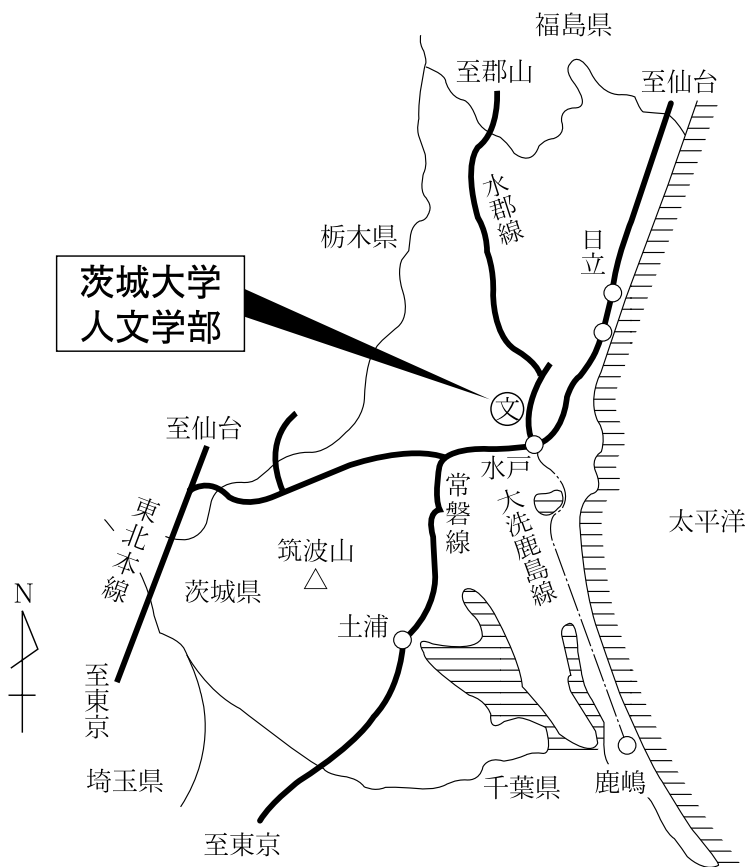 福島県
至郡山
至仙台
水郡線
栃木県
日立
茨城大学
人文学部
文
至仙台
水戸
常磐線
大洗鹿島線
太平洋
東北本線
筑波山
茨城県
N
土浦
至東京
埼玉県
千葉県
鹿嶋
至東京